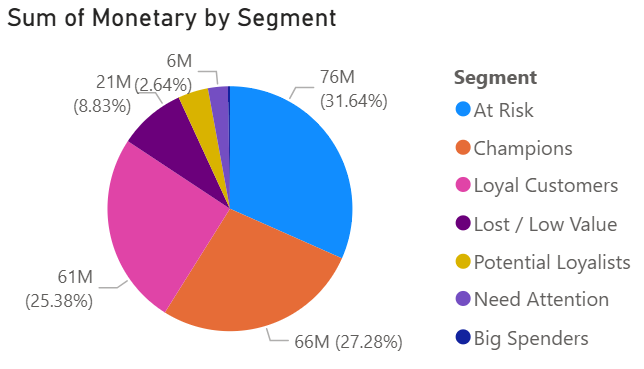 Sum of Monetary by Segment
6M
(2.64%)
21M
(8.83%)
76M
(31.64%)
61M
(25.38%)
66M (27.28%)
Segment
At Risk
Champions
Loyal Customers
Lost / Low Value
Potential Loyalists
Need Attention
Big Spenders